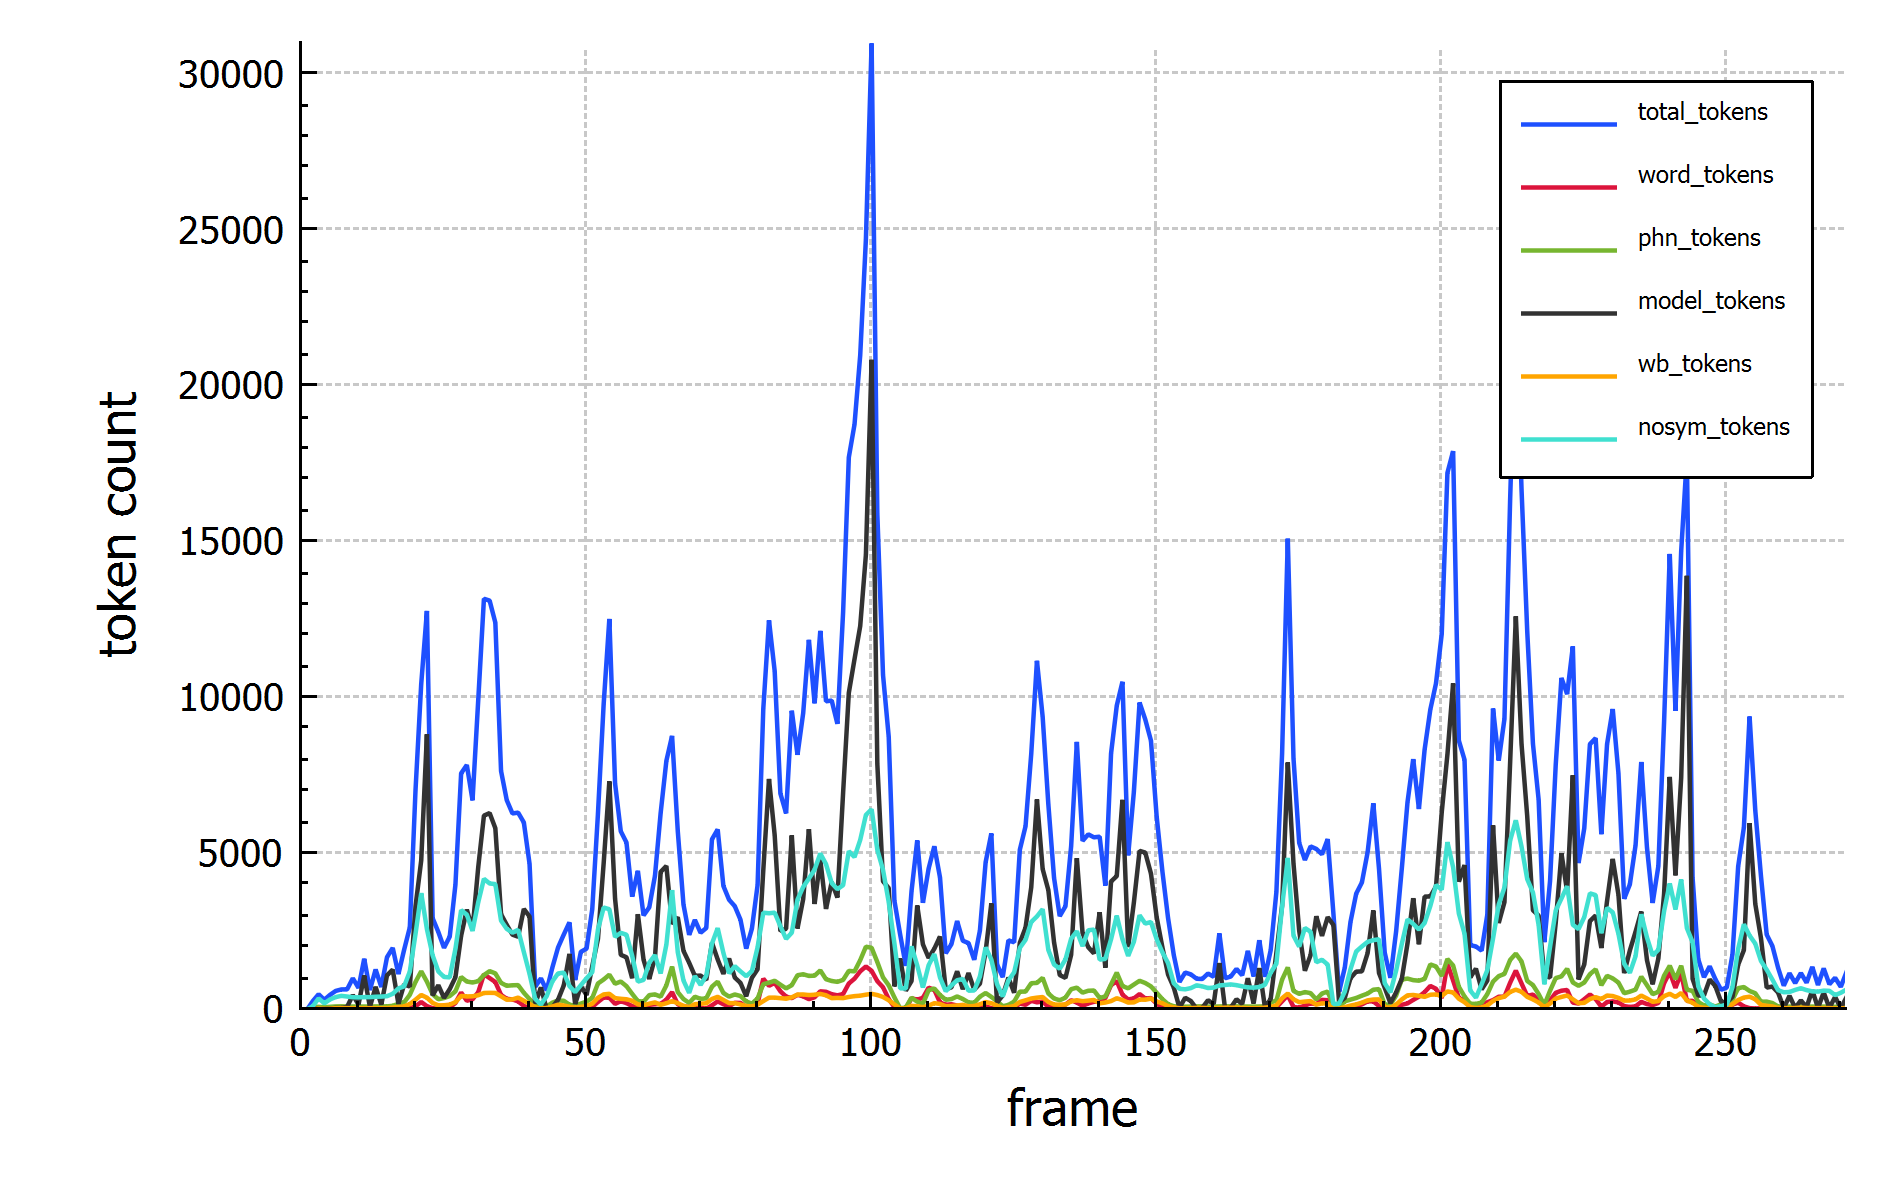 30000
25000
20000
15000
10000
5000
0
token count
0 50 100 150 200 250
frame
total_tokens
word_tokens
phn_tokens
model_tokens
wb_tokens
nosym_tokens